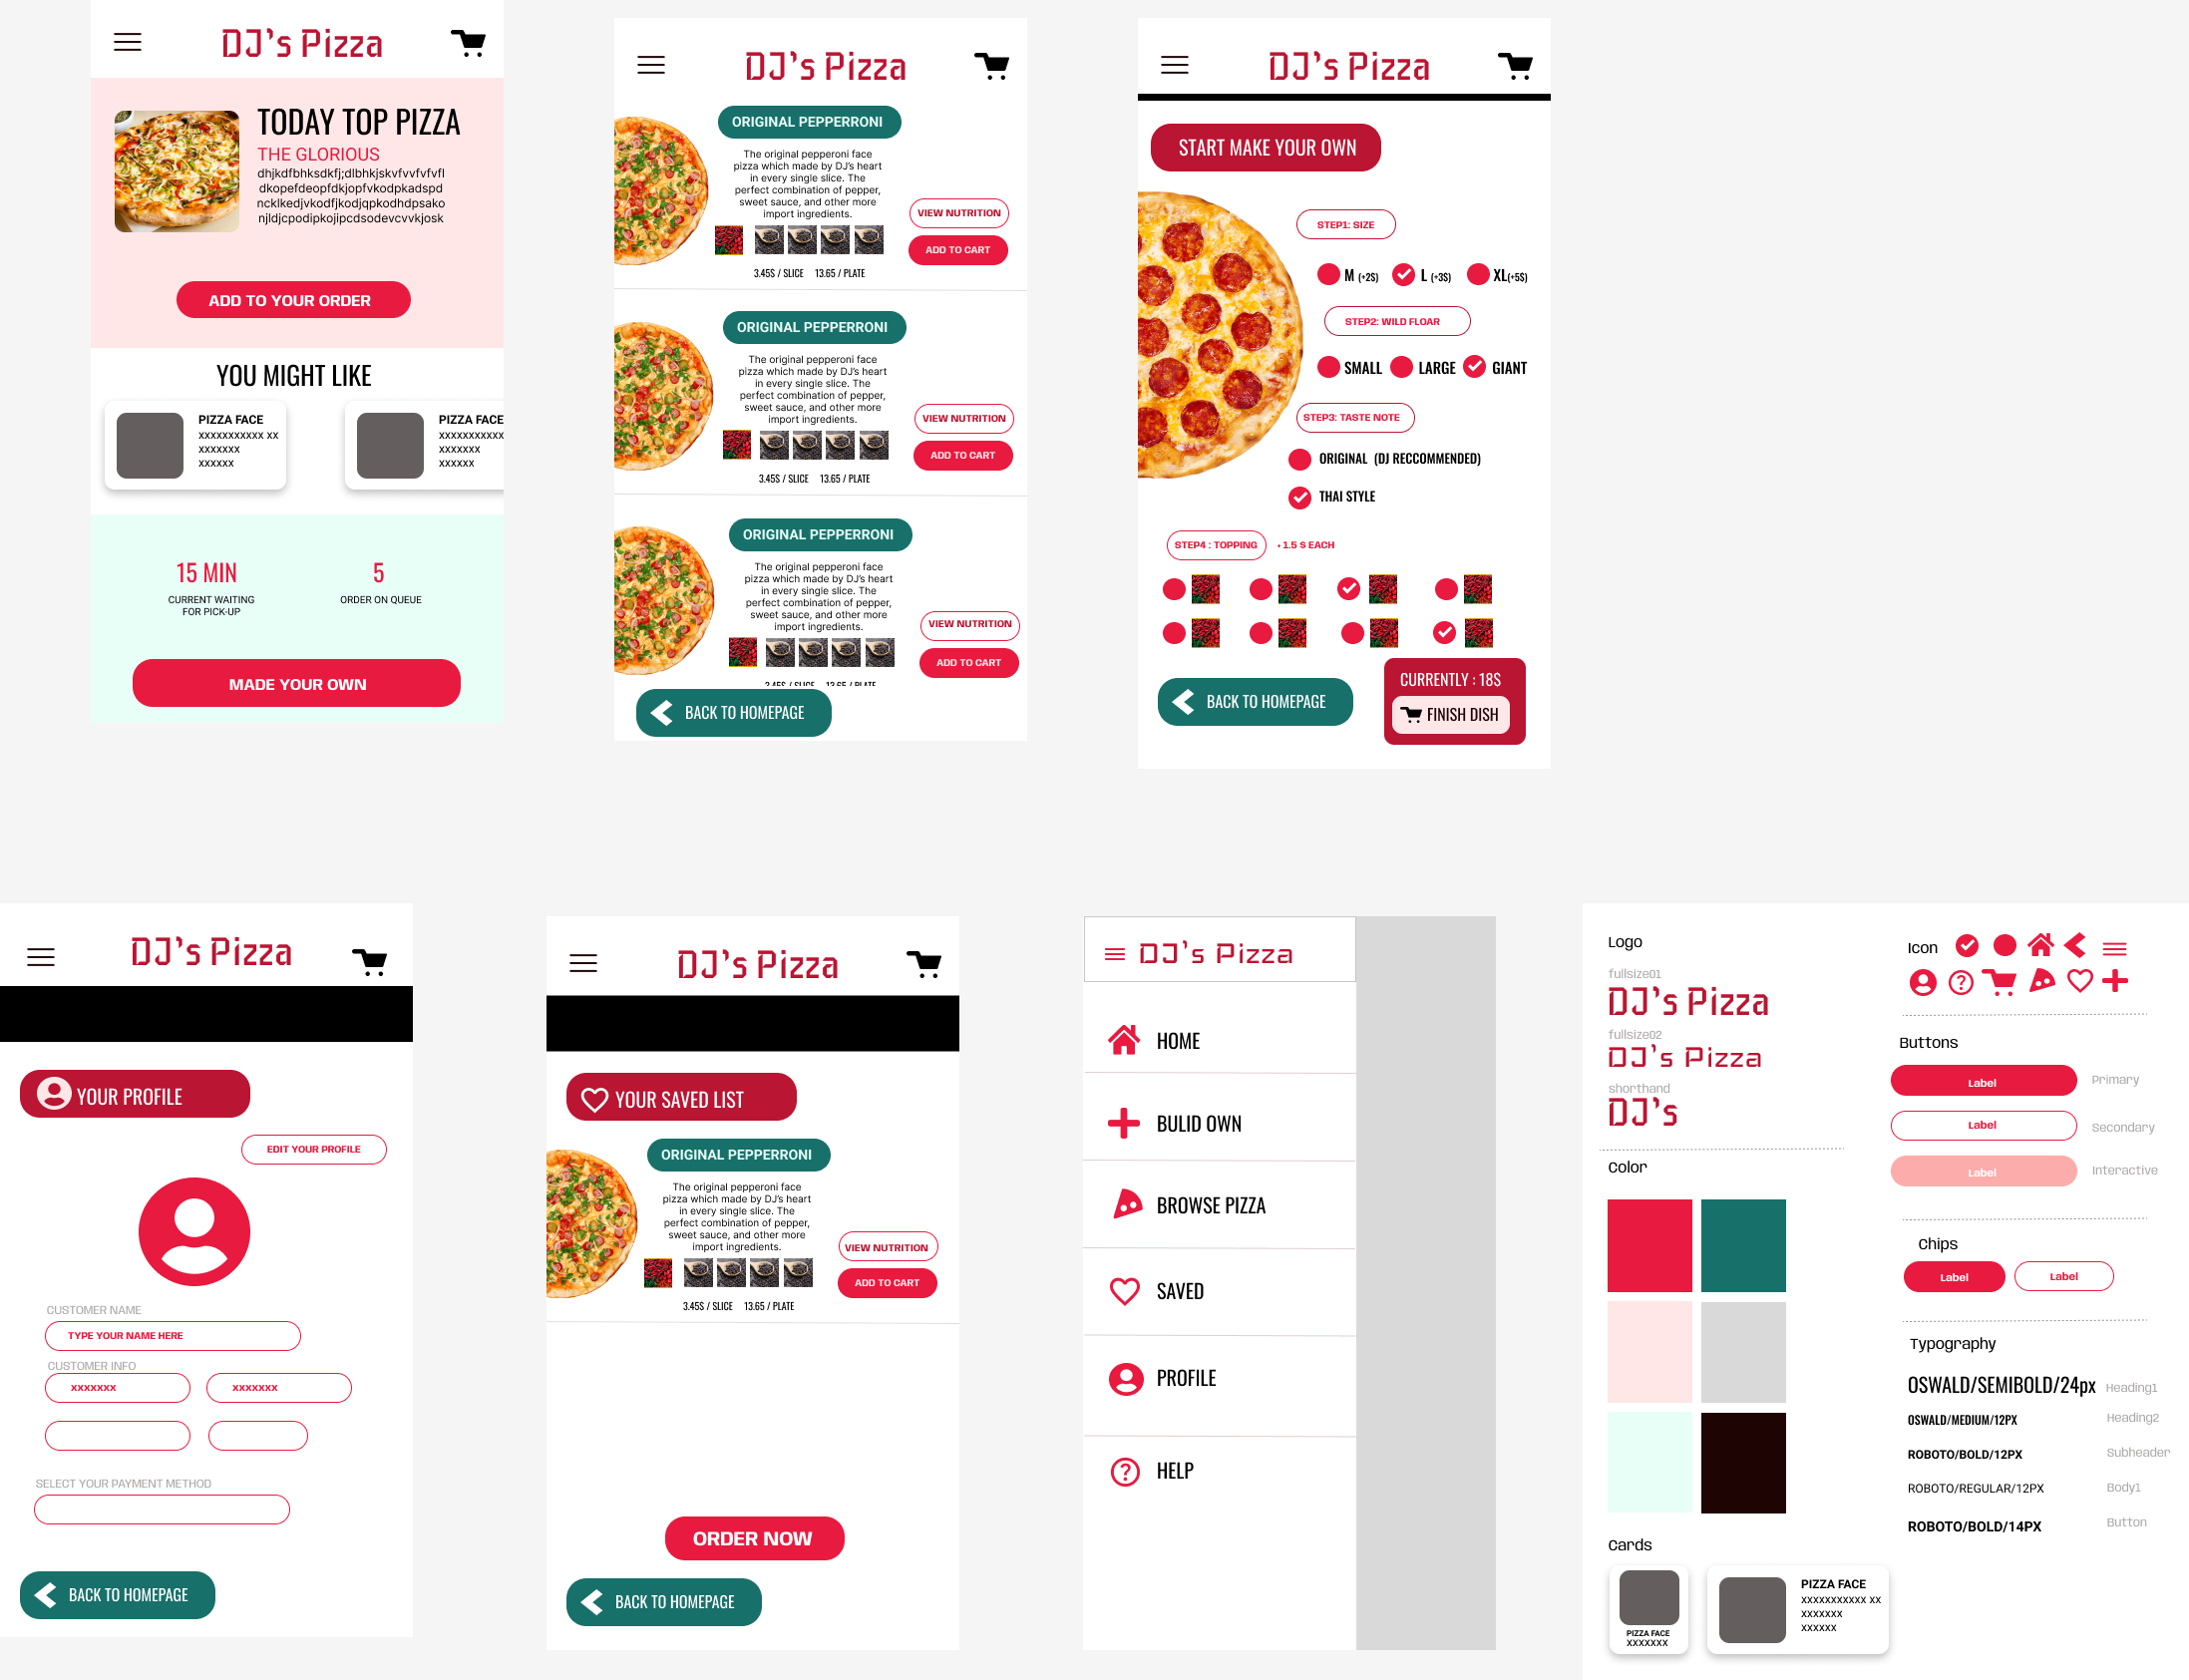 DJ's Pizza
TODAY TOP PIZZA
THE GLORIOUS
dhjkdfbhksdkfj;dlbhkjskvfvvfvfvfl
dkopefdeopfdkjopfvkodpkadspd
ncklkedjvkodfjkodjqpkodhdpsako
njldjcpodipkojipcdsodevcvvkjosk
ADD TO YOUR ORDER
YOU MIGHT LIKE
PIZZA FACE
xxxxxxxxxxx xx
xxxxxxx
xxxxxx
PIZZA FACE
xxxxxxxxxxx
xxxxxxx
xxxxxx
15 MIN
CURRENT WAITING
FOR PICK-UP
5
ORDER ON QUEUE
MADE YOUR OWN
DJ's Pizza
ORIGINAL PEPPERRONI
The original pepperoni face
pizza which made by DJ's heart
in every single slice. The
perfect combination of pepper,
sweet sauce, and other more
import ingredients.
VIEW NUTRITION
ADD TO CART
3.45$ / SLICE 13.65 / PLATE
ORIGINAL PEPPERRONI
The original pepperoni face
pizza which made by DJ's heart
in every single slice. The
perfect combination of pepper,
sweet sauce, and other more
import ingredients.
VIEW NUTRITION
ADD TO CART
3.45$ / SLICE 13.65 / PLATE
ORIGINAL PEPPERRONI
The original pepperoni face
pizza which made by DJ's heart
in every single slice. The
perfect combination of pepper,
sweet sauce, and other more
import ingredients.
VIEW NUTRITION
ADD TO CART
3.45$ / SLICE 13.65 / PLATE
BACK TO HOMEPAGE
DJ's Pizza
START MAKE YOUR OWN
STEP1: SIZE
M (+2$) L (+3$) XL(+5$)
STEP2: WILD FLOAR
SMALL LARGE GIANT
STEP3: TASTE NOTE
ORIGINAL (DJ RECCOMMENDED)
THAI STYLE
STEP4 : TOPPING + 1.5 $ EACH
BACK TO HOMEPAGE
CURRENTLY : 18$
FINISH DISH
DJ's Pizza
YOUR PROFILE
EDIT YOUR PROFILE
CUSTOMER NAME
TYPE YOUR NAME HERE
CUSTOMER INFO
XXXXXXX XXXXXXX
SELECT YOUR PAYMENT METHOD
BACK TO HOMEPAGE
DJ's Pizza
YOUR SAVED LIST
ORIGINAL PEPPERRONI
The original pepperoni face
pizza which made by DJ's heart
in every single slice. The
perfect combination of pepper,
sweet sauce, and other more
import ingredients.
VIEW NUTRITION
ADD TO CART
3.45$ / SLICE 13.65 / PLATE
ORDER NOW
BACK TO HOMEPAGE
DJ's Pizza
HOME
BULID OWN
BROWSE PIZZA
SAVED
PROFILE
HELP
Logo
fullsize01
DJ's Pizza
fullsize02
DJ's Pizza
shorthand
DJ's
Color
Cards
PIZZA FACE
XXXXXXX
PIZZA FACE
xxxxxxxxxxx xx
xxxxxxx
xxxxxx
Icon
Buttons
Label Primary
Label Secondary
Label Interactive
Chips
Label Label
Typography
OSWALD/SEMIBOLD/24px Heading1
OSWALD/MEDIUM/12PX Heading2
ROBOTO/BOLD/12PX Subheader
ROBOTO/REGULAR/12PX Body1
ROBOTO/BOLD/14PX Button